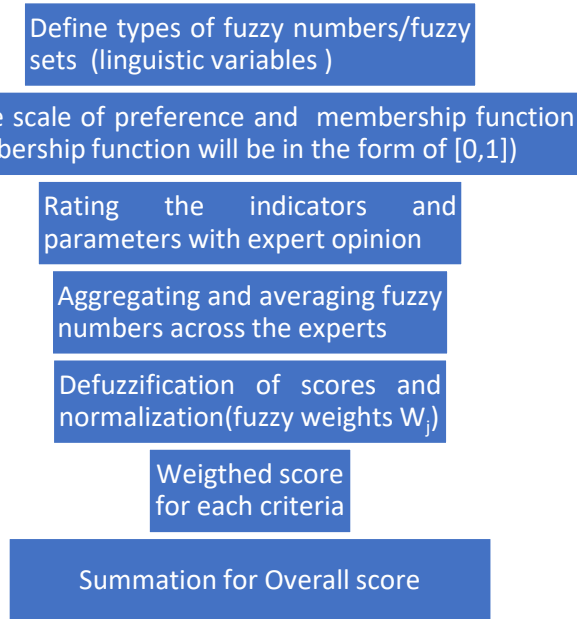 Define types of fuzzy numbers/fuzzy
sets (linguistic variables )
scale of preference and membership function
function will be in the form of [0,1])
Rating the indicators and
parameters with expert opinion
Aggregating and averaging fuzzy
numbers across the experts
Defuzzification of scores and
normalization(fuzzy weights Wj)
Weigthed score
for each criteria
Summation for Overall score